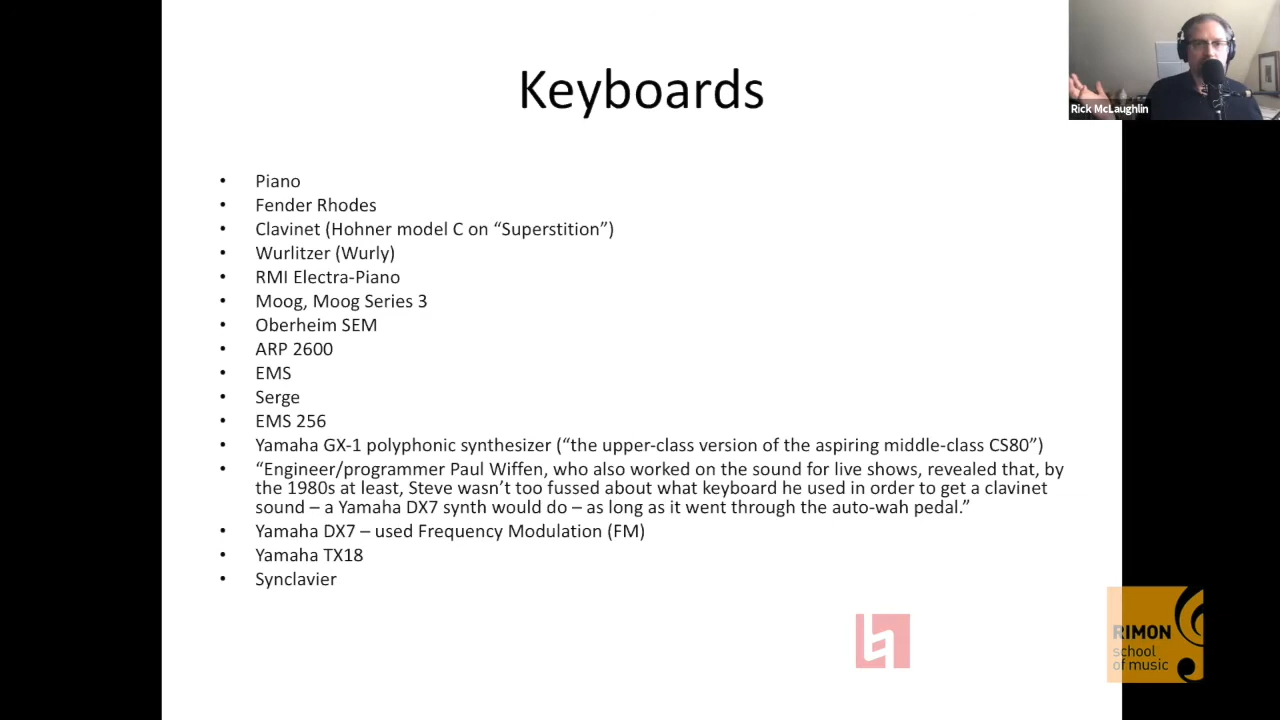 Keyboards
Rick McLaughlin
• Piano
• Fender Rhodes
• Clavinet (Hohner model C on “Superstition”)
• Wurlitzer (Wurly)
• RMI Electra-Piano
• Moog, Moog Series 3
• Oberheim SEM
• ARP 2600
• EMS
• Serge
• EMS 256
• Yamaha GX-1 polyphonic synthesizer (“the upper-class version of the aspiring middle-class CS80”)
• “Engineer/programmer Paul Wiffen, who also worked on the sound for live shows, revealed that, by
the 1980s at least, Steve wasn’t too fussed about what keyboard he used in order to get a clavinet
sound – a Yamaha DX7 synth would do – as long as it went through the auto-wah pedal.”
• Yamaha DX7 – used Frequency Modulation (FM)
• Yamaha TX18
• Synclavier
RIMON
school
of music